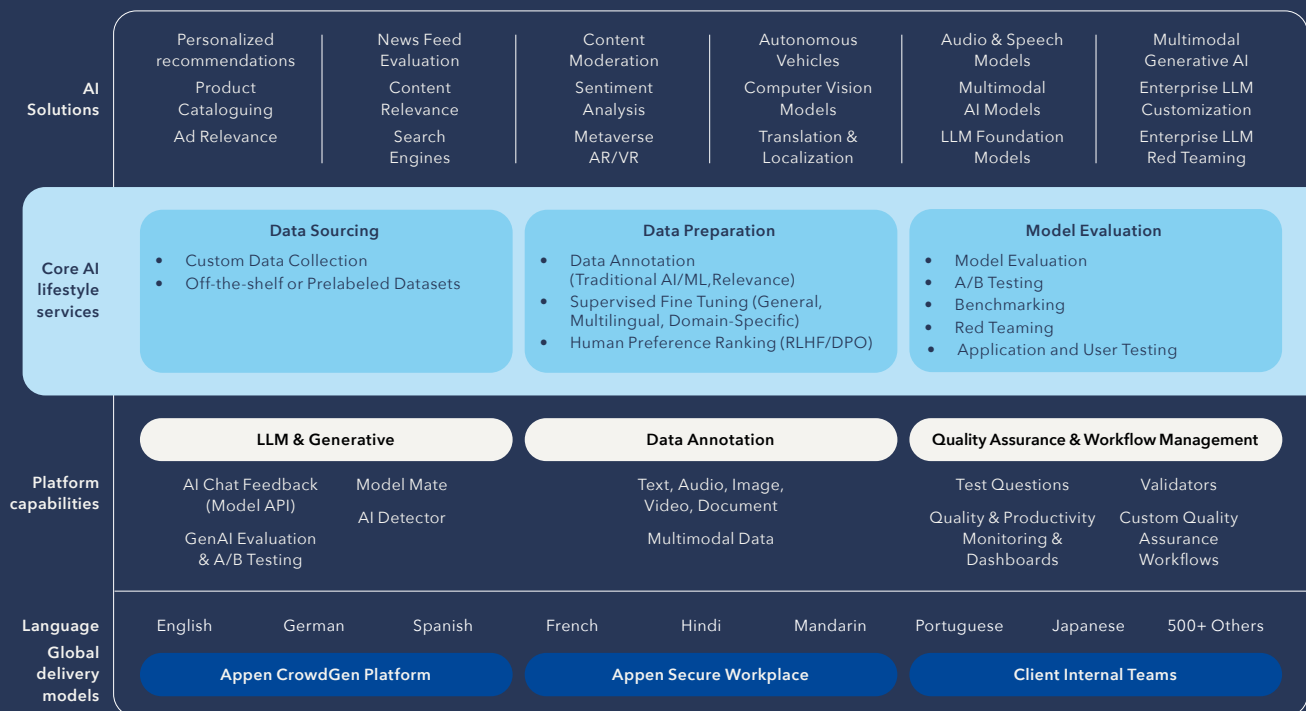 AI
Solutions
Personalized
recommendations
Product
Cataloguing
Ad Relevance
News Feed
Evaluation
Content
Relevance
Search
Engines
Content
Moderation
Sentiment
Analysis
Metaverse
AR/VR
Autonomous
Vehicles
Computer Vision
Models
Translation &
Localization
Audio & Speech
Models
Multimodal
AI Models
LLM Foundation
Models
Multimodal
Generative AI
Enterprise LLM
Customization
Enterprise LLM
Red Teaming
Core AI
lifestyle
services
Data Sourcing
• Custom Data Collection
• Off-the-shelf or Prelabeled Datasets
Data Preparation
• Data Annotation
(Traditional AI/ML,Relevance)
• Supervised Fine Tuning (General,
Multilingual, Domain-Specific)
• Human Preference Ranking (RLHF/DPO)
Model Evaluation
• Model Evaluation
• A/B Testing
• Benchmarking
• Red Teaming
• Application and User Testing
Platform
capabilities
LLM & Generative
AI Chat Feedback
(Model API)
GenAI Evaluation
& A/B Testing
Model Mate
AI Detector
Data Annotation
Text, Audio, Image,
Video, Document
Multimodal Data
Quality Assurance & Workflow Management
Test Questions
Quality & Productivity
Monitoring &
Dashboards
Validators
Custom Quality
Assurance
Workflows
Language
English
German
Spanish
French
Hindi
Mandarin
Portuguese
Japanese
500+ Others
Global
delivery
models
Appen CrowdGen Platform
Appen Secure Workplace
Client Internal Teams